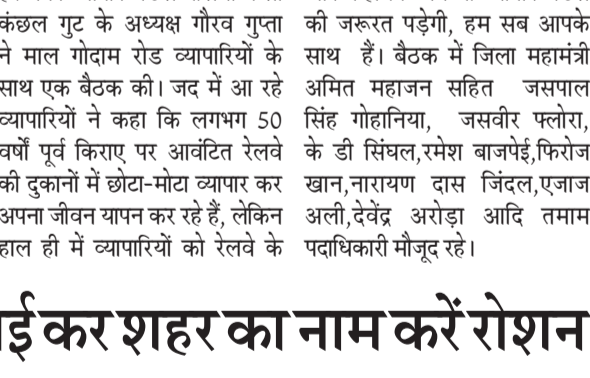 कंछल गुट के अध्यक्ष गौरव गुप्ता
ने माल गोदाम रोड व्यापारियों के
साथ एक बैठक की। जद में आ रहे
व्यापारियों ने कहा कि लगभग 50
वर्षों पूर्व किराए पर आवंटित रेलवे
की दुकानों में छोटा-मोटा व्यापार कर
अपना जीवन यापन कर रहे हैं, लेकिन
हाल ही में व्यापारियों को रेलवे के
की जरूरत पड़ेगी, हम सब आपके
साथ हैं। बैठक में जिला महामंत्री
अमित महाजन सहित जसपाल
सिंह गोहानिया, जसवीर फ्लोरा,
के डी सिंघल,रमेश बाजपेई,फिरोज
खान,नारायण दास जिंदल,एजाज
अली,देवेंद्र अरोड़ा आदि तमाम
पदाधिकारी मौजूद रहे।
कर शहर का नाम करें रोशन